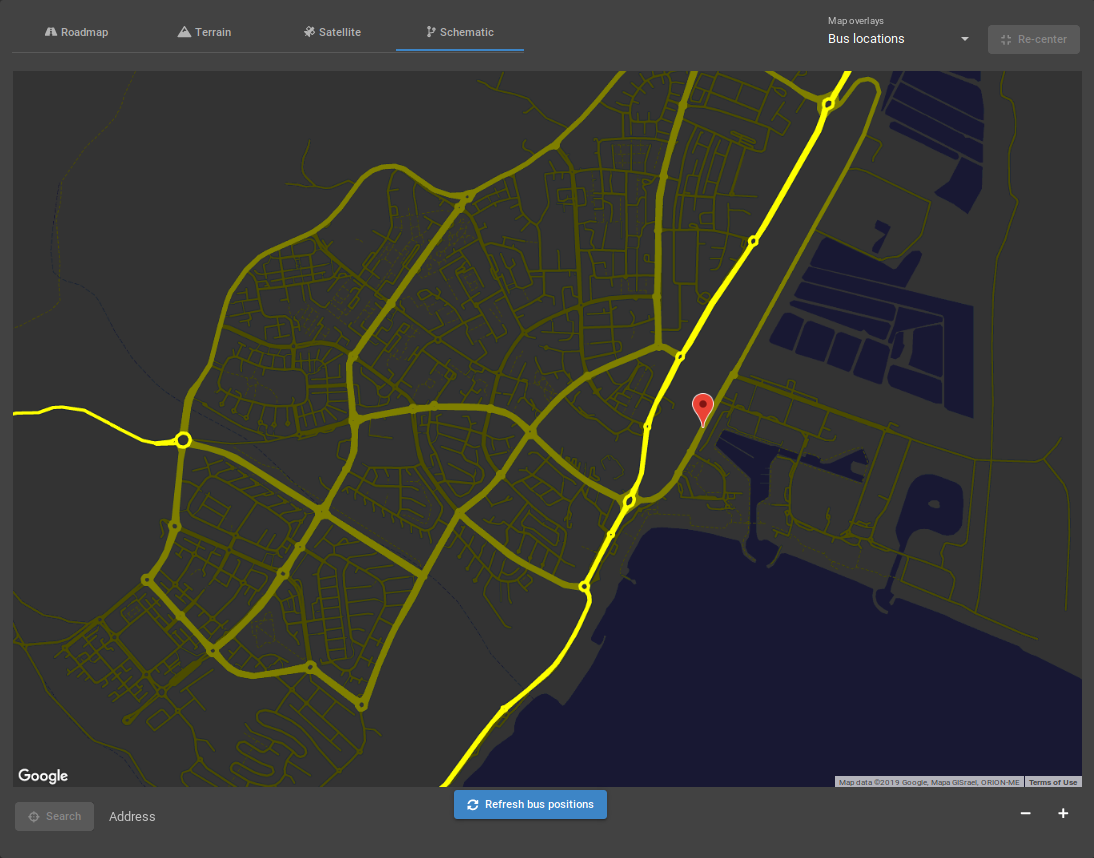 Roadmap
Terrain
Satellite
Schematic
Map overlays
Bus locations
Re-center
Google
Map data ©2019 Google, Mapa GISrael, ORION-ME
Terms of Use
Search
Address
Refresh bus positions